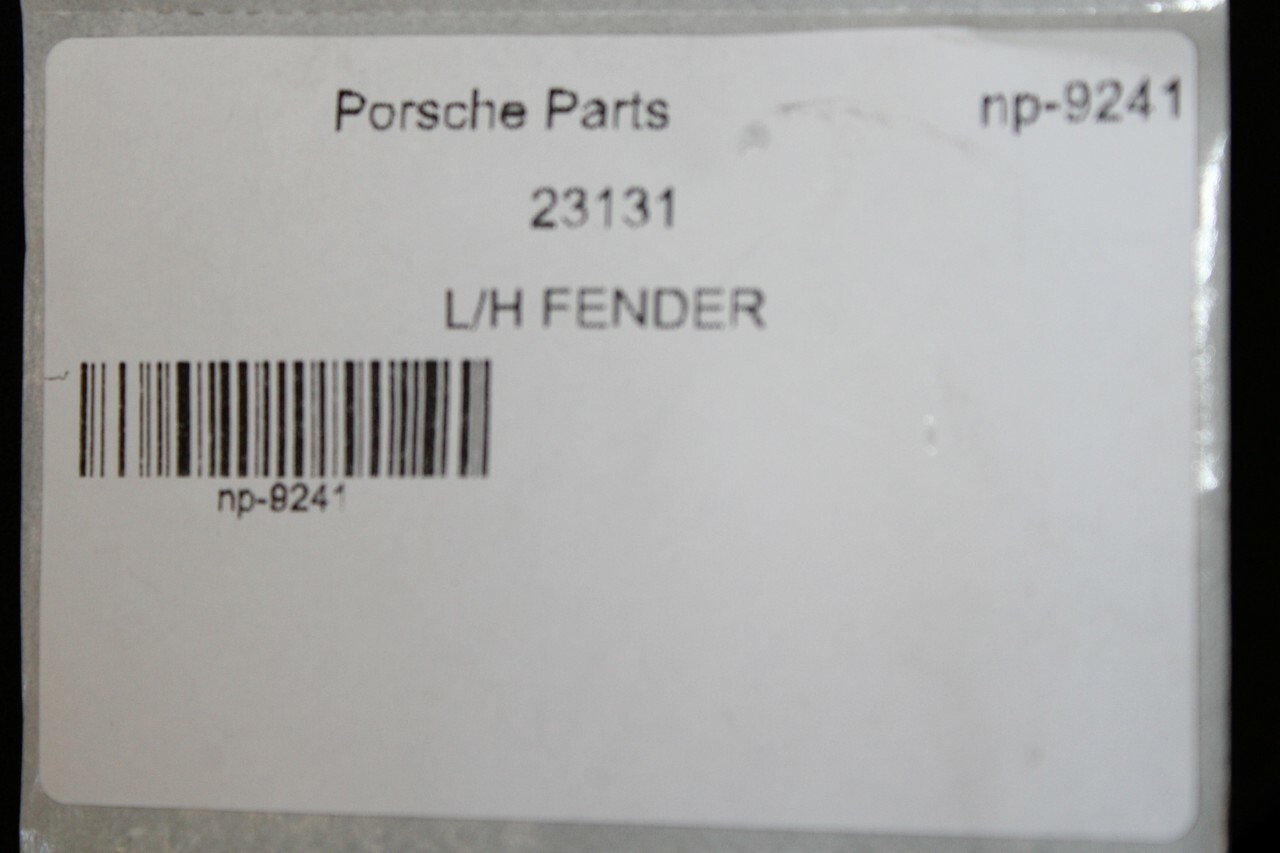 Porsche Parts np-9241
23131
L/H FENDER
np-9241